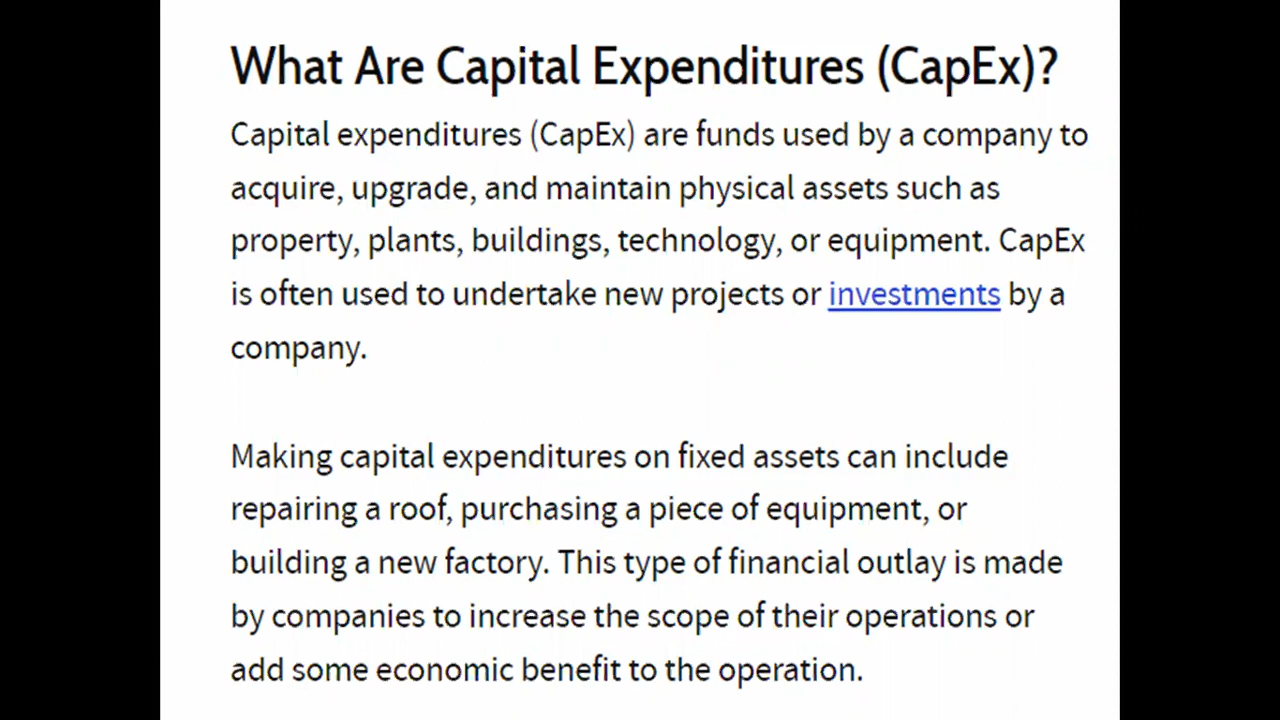 What Are Capital Expenditures (CapEx)?
Capital expenditures (CapEx) are funds used by a company to
acquire, upgrade, and maintain physical assets such as
property, plants, buildings, technology, or equipment. CapEx
is often used to undertake new projects or investments by a
company.
Making capital expenditures on fixed assets can include
repairing a roof, purchasing a piece of equipment, or
building a new factory. This type of financial outlay is made
by companies to increase the scope of their operations or
add some economic benefit to the operation.